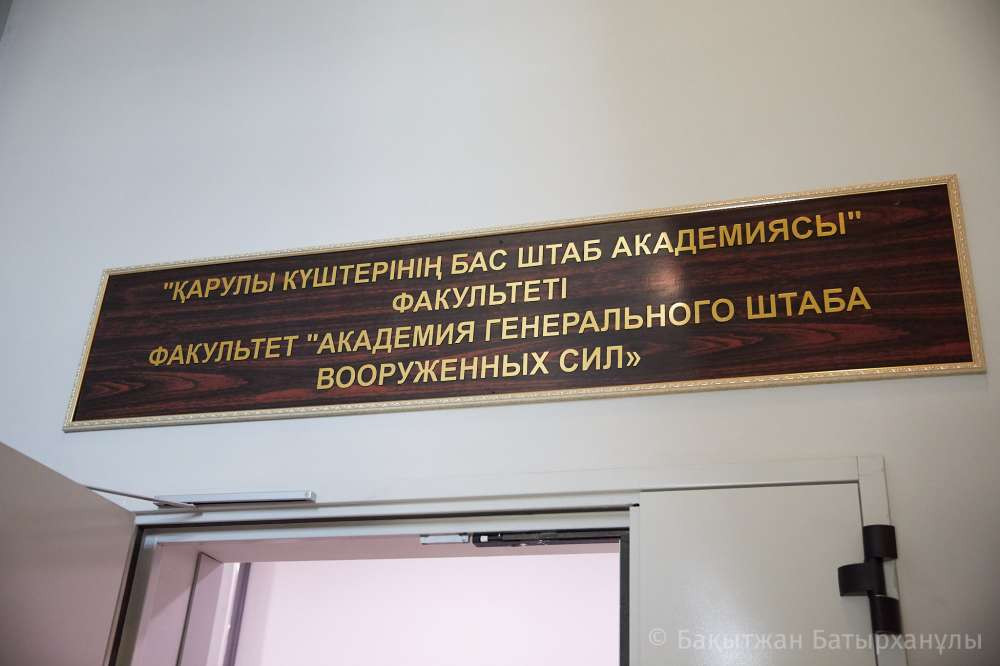 "ҚАРУЛЫ КҮШТЕРІНІҢ БАС ШТАБ АКАДЕМИЯСЫ"
ФАКУЛЬТЕТІ
ФАКУЛЬТЕТ "АКАДЕМИЯ ГЕНЕРАЛЬНОГО ШТАБА
ВООРУЖЕННЫХ СИЛ»
© Бақытжан Батырханұлы